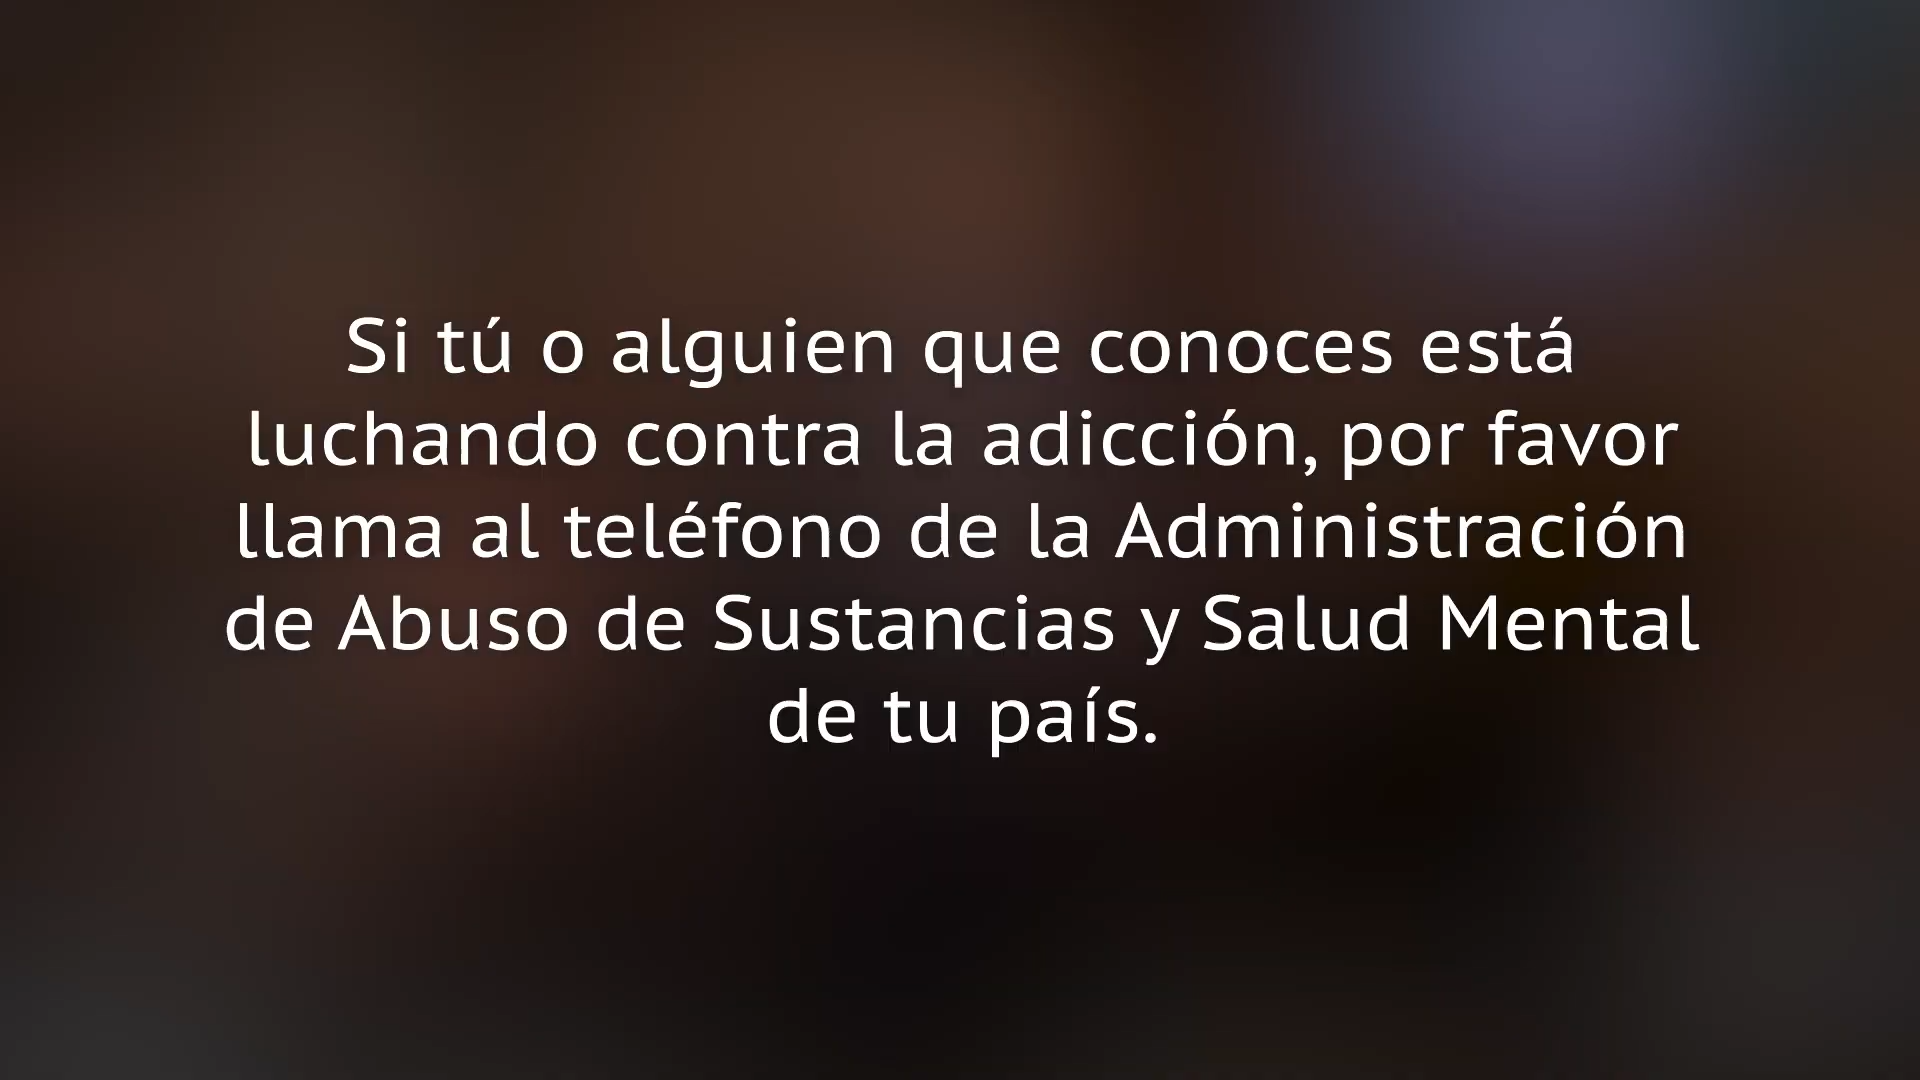 Si tú o alguien que conoces está
luchando contra la adicción, por favor
llama al teléfono de la Administración
de Abuso de Sustancias y Salud Mental
de tu país.